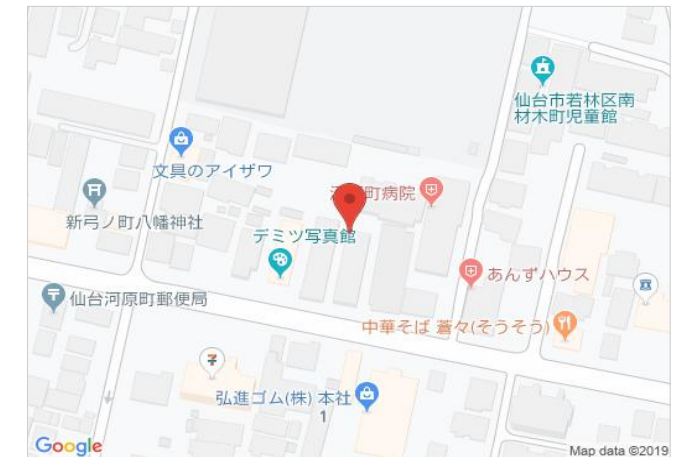 仙台市若林区南
材木町児童館
文具のアイザワ
町病院
新弓ノ町八幡神社
デミツ写真館
あんずハウス
仙台河原町郵便局
中華そば 蒼々(そうそう)
弘進ゴム(株) 本社
1
Google
Map data ©2019